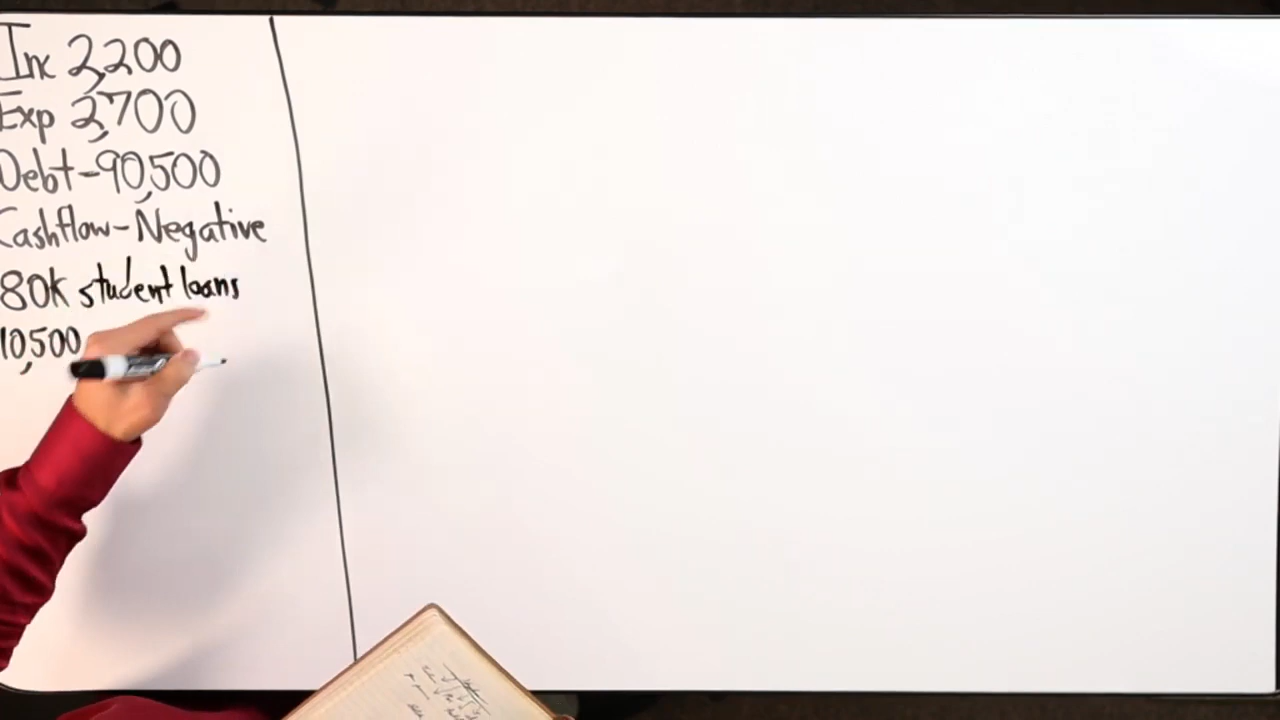 Inc 2,200
Exp 2,700
Debt-90,500
Cashflow-Negative
80k student loans
10,500